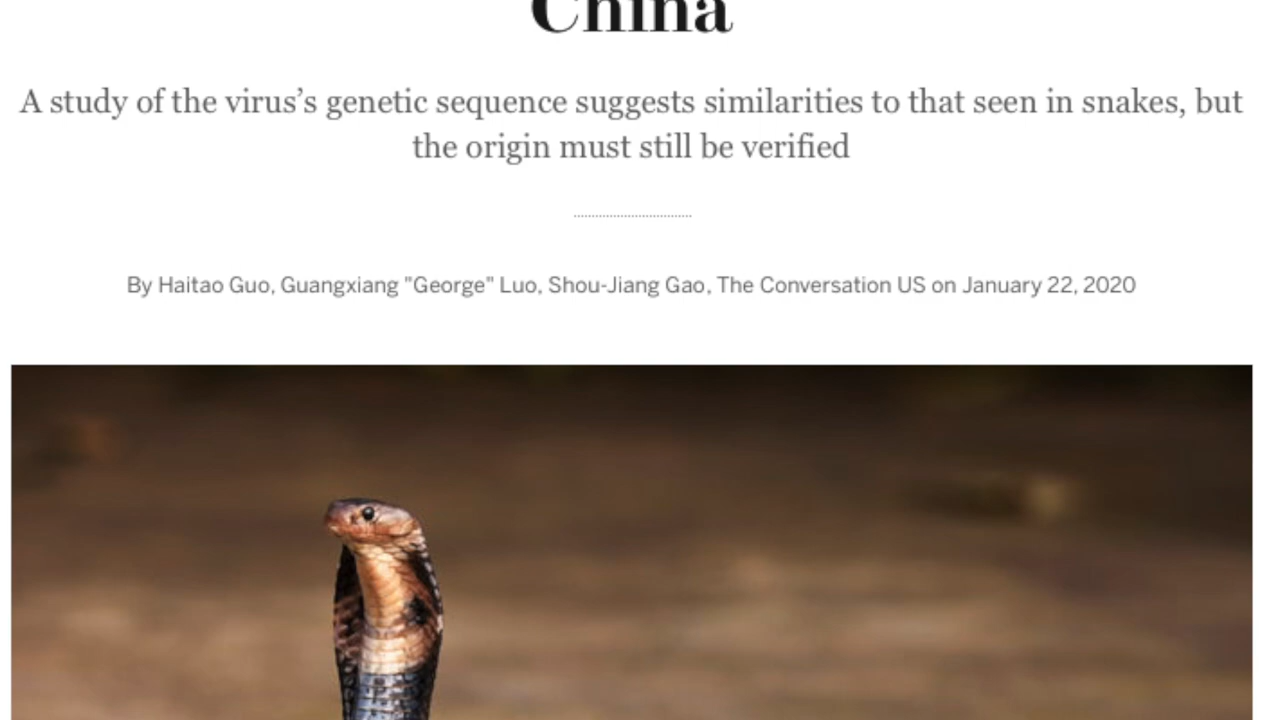 China
A study of the virus’s genetic sequence suggests similarities to that seen in snakes, but
the origin must still be verified
By Haitao Guo, Guangxiang "George" Luo, Shou-Jiang Gao, The Conversation US on January 22, 2020